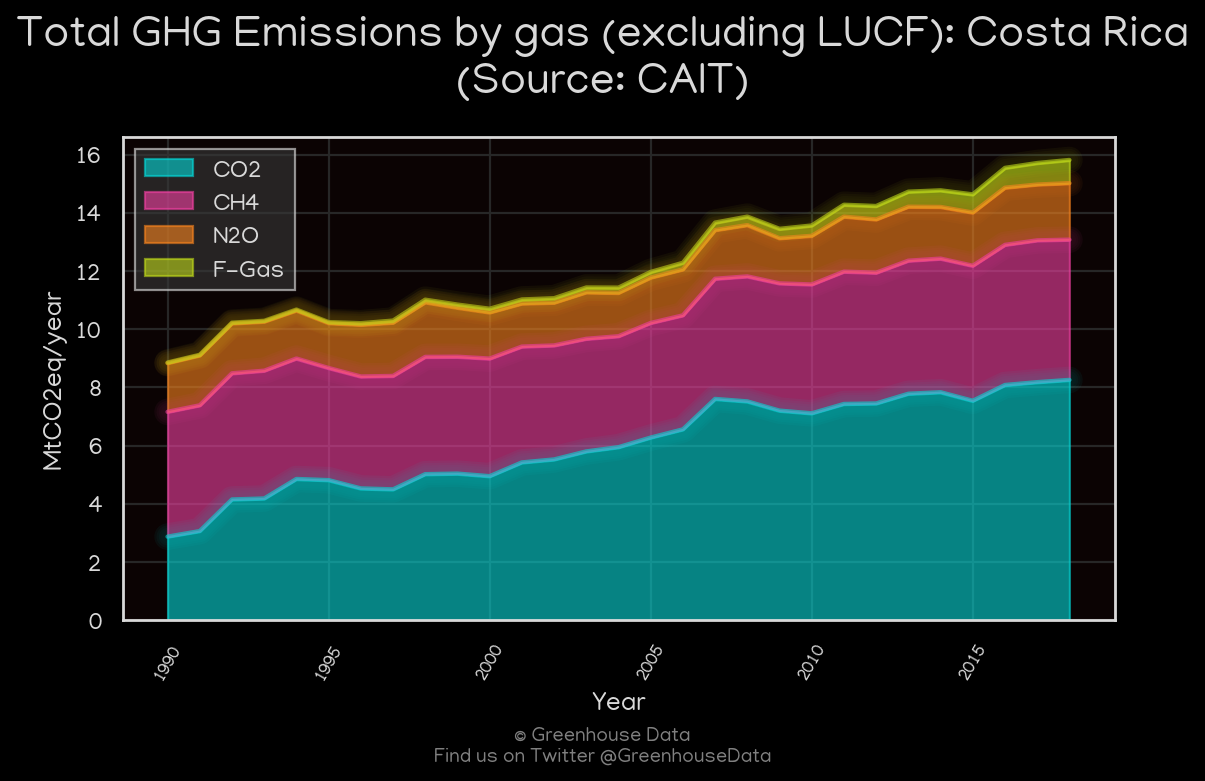 Total GHG Emissions by gas (excluding LUCF): Costa Rica
(Source: CAIT)
16
14
12
10
8
6
4
2
0
MtCO2eq/year
CO2
CH4
N2O
F-Gas
1990
1995
2000
2005
2010
2015
Year
© Greenhouse Data
Find us on Twitter @GreenhouseData